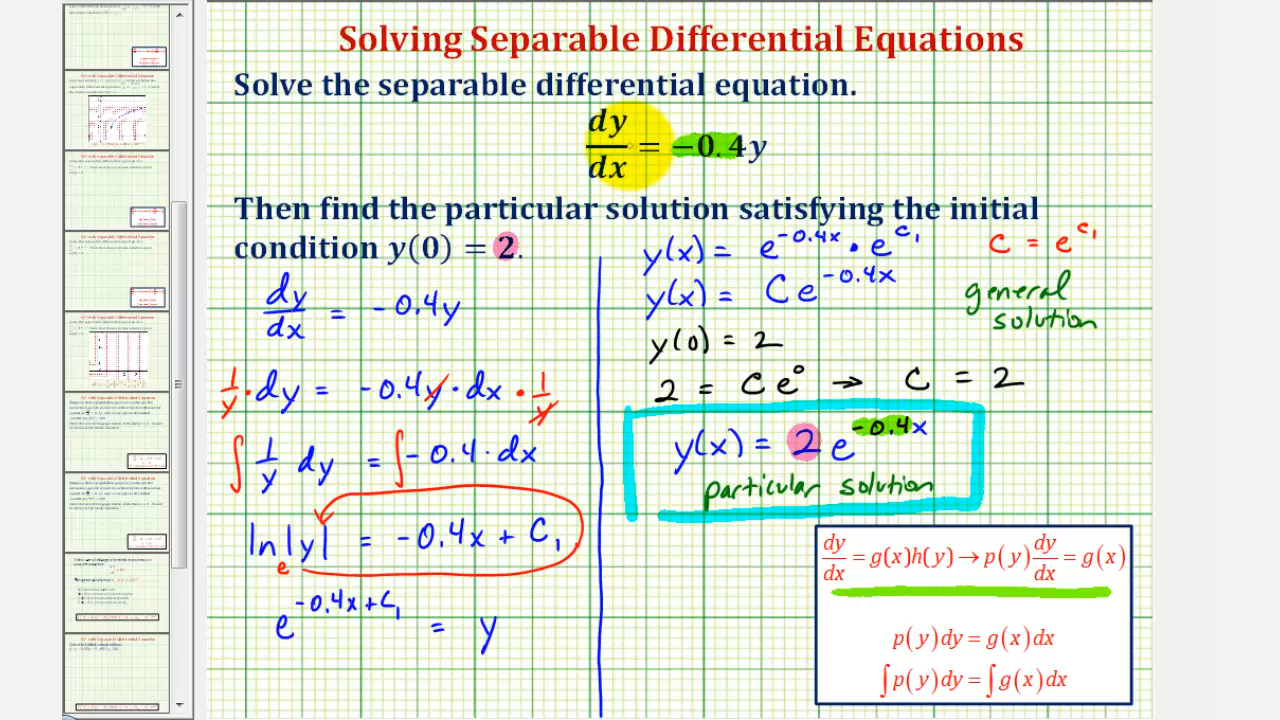 Solving Separable Differential Equations
Solve the separable differential equation.
dy/dx = -0.4y
Then find the particular solution satisfying the initial
condition y(0) = 2.
dy/dx = -0.4y
1/y · dy = -0.4y · dx · 1/y
∫ 1/y dy = ∫ -0.4 · dx
ln|y| = -0.4x + C₁
e
e^(-0.4x + C₁) = y
y(x) = e^(-0.4x) · e^(C₁)
C = e^(C₁)
y(x) = Ce^(-0.4x)
general
solution
y(0) = 2
2 = Ce⁰ → C = 2
y(x) = 2e^(-0.4x)
particular solution
dy/dx = g(x)h(y) → p(y) dy/dx = g(x)
p(y)dy = g(x)dx
∫p(y)dy = ∫g(x)dx